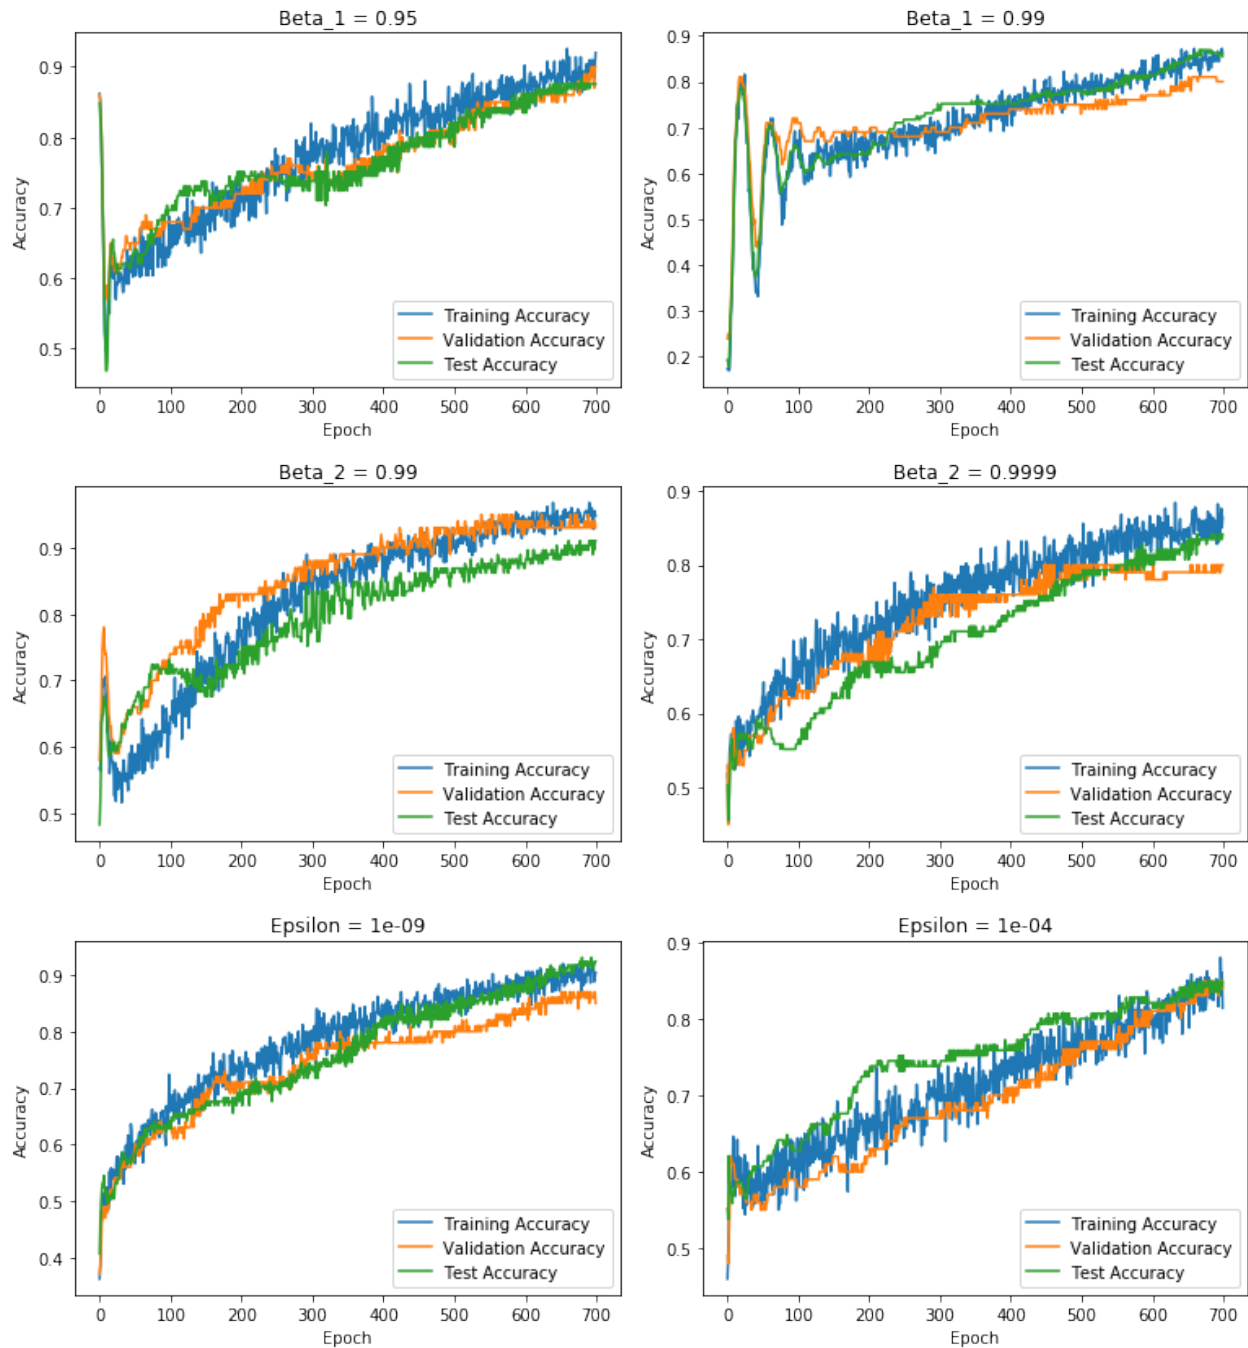 Beta_1 = 0.95
Accuracy
0.9
0.8
0.7
0.6
0.5
Training Accuracy
Validation Accuracy
Test Accuracy
0 100 200 300 400 500 600 700
Epoch
Beta_1 = 0.99
Accuracy
0.9
0.8
0.7
0.6
0.5
0.4
0.3
0.2
Training Accuracy
Validation Accuracy
Test Accuracy
0 100 200 300 400 500 600 700
Epoch
Beta_2 = 0.99
Accuracy
0.9
0.8
0.7
0.6
0.5
Training Accuracy
Validation Accuracy
Test Accuracy
0 100 200 300 400 500 600 700
Epoch
Beta_2 = 0.9999
Accuracy
0.9
0.8
0.7
0.6
0.5
Training Accuracy
Validation Accuracy
Test Accuracy
0 100 200 300 400 500 600 700
Epoch
Epsilon = 1e-09
Accuracy
0.9
0.8
0.7
0.6
0.5
0.4
Training Accuracy
Validation Accuracy
Test Accuracy
0 100 200 300 400 500 600 700
Epoch
Epsilon = 1e-04
Accuracy
0.9
0.8
0.7
0.6
0.5
Training Accuracy
Validation Accuracy
Test Accuracy
0 100 200 300 400 500 600 700
Epoch